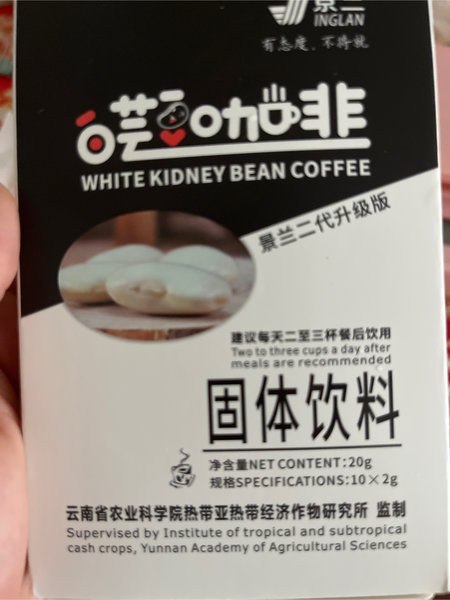 景兰
INGLAN
有态度、不将就
白芸豆咖啡
WHITE KIDNEY BEAN COFFEE
景兰二代升级版
建议每天二至三杯餐后饮用
Two to three cups a day after
meals are recommended
固体饮料
净含量NET CONTENT:20g
规格SPECIFICATIONS:10×2g
云南省农业科学院热带亚热带经济作物研究所 监制
Supervised by Institute of tropical and subtropical
cash crops, Yunnan Academy of Agricultural Sciences